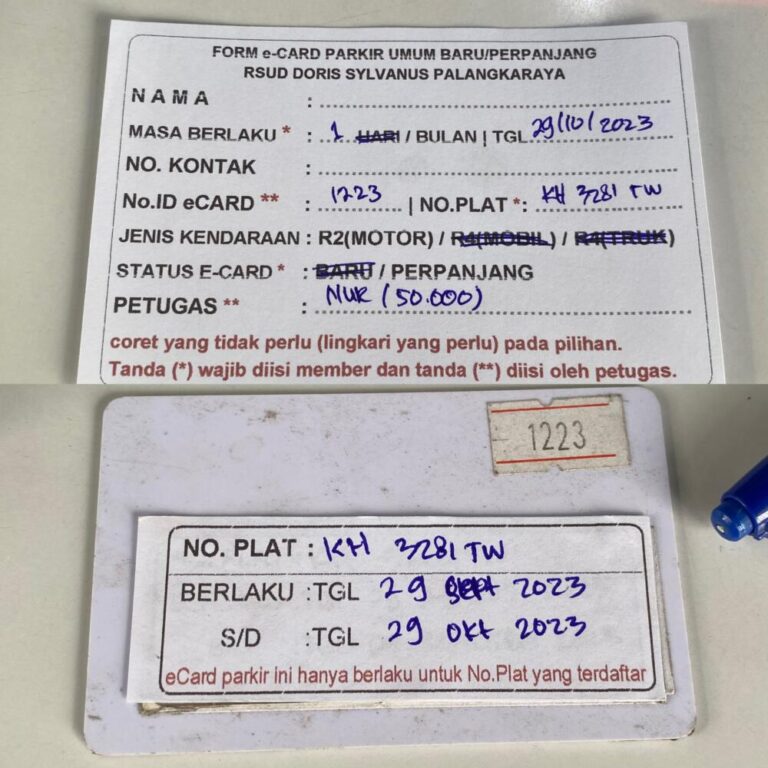 FORM e-CARD PARKIR UMUM BARU/PERPANJANG
RSUD DORIS SYLVANUS PALANGKARAYA
NAMA :
MASA BERLAKU * : 1 HARI / BULAN | TGL 29/10/2023
NO. KONTAK :
No.ID eCARD ** : 1223 | NO.PLAT *: KH 3281 TW
JENIS KENDARAAN : R2(MOTOR) / R4(MOBIL) / R4(TRUK)
STATUS E-CARD * : BARU / PERPANJANG
PETUGAS ** : NUR (50.000)
coret yang tidak perlu (lingkari yang perlu) pada pilihan.
Tanda (*) wajib diisi member dan tanda (**) diisi oleh petugas.
1223
NO. PLAT : KH 3281 TW
BERLAKU :TGL 29 Sept 2023
S/D :TGL 29 OKt 2023
eCard parkir ini hanya berlaku untuk No.Plat yang terdaftar